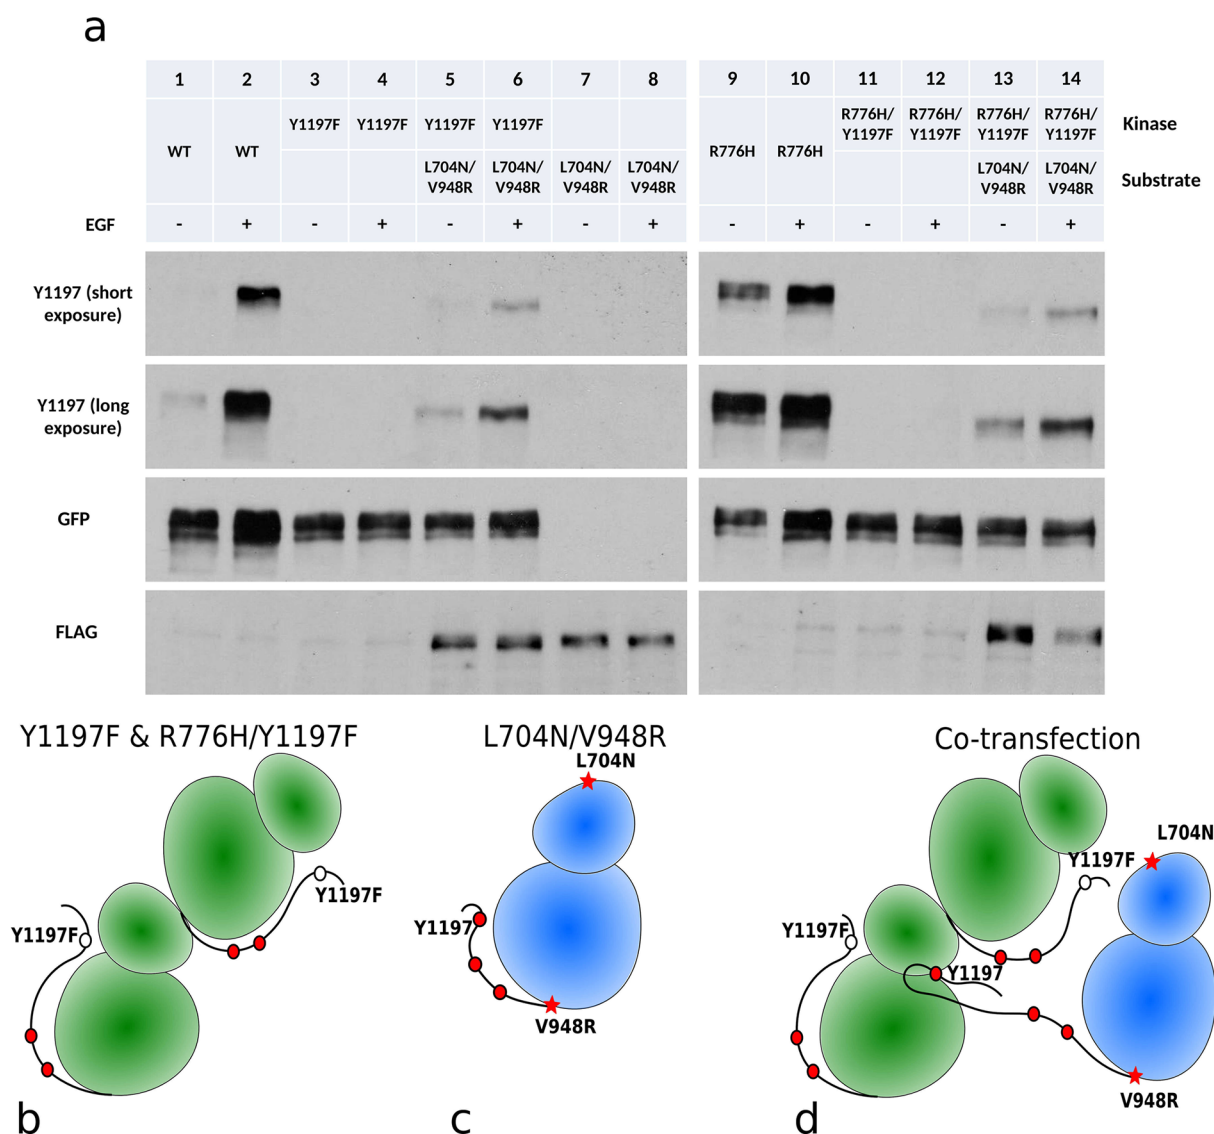 a
1 2 3 4 5 6 7 8 9 10 11 12 13 14
WT WT Y1197F Y1197F Y1197F Y1197F R776H R776H R776H/ R776H/ R776H/ R776H/ Kinase
Y1197F Y1197F Y1197F Y1197F
L704N/ L704N/ L704N/ L704N/ L704N/ L704N/ Substrate
V948R V948R V948R V948R V948R V948R
EGF - + - + - + - + - + - + - +
Y1197 (short
exposure)
Y1197 (long
exposure)
GFP
FLAG
Y1197F & R776H/Y1197F
Y1197F
Y1197F
b
L704N/V948R
L704N
Y1197
V948R
c
Co-transfection
L704N
Y1197F
Y1197F
Y1197
V948R
d